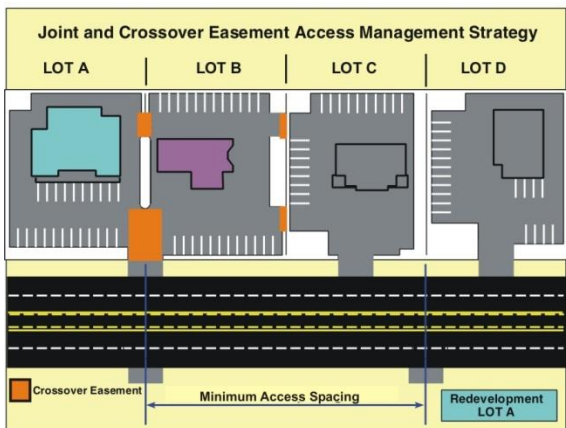 Joint and Crossover Easement Access Management Strategy
LOT A
LOT B
LOT C
LOT D
Crossover Easement
Minimum Access Spacing
Redevelopment
LOT A